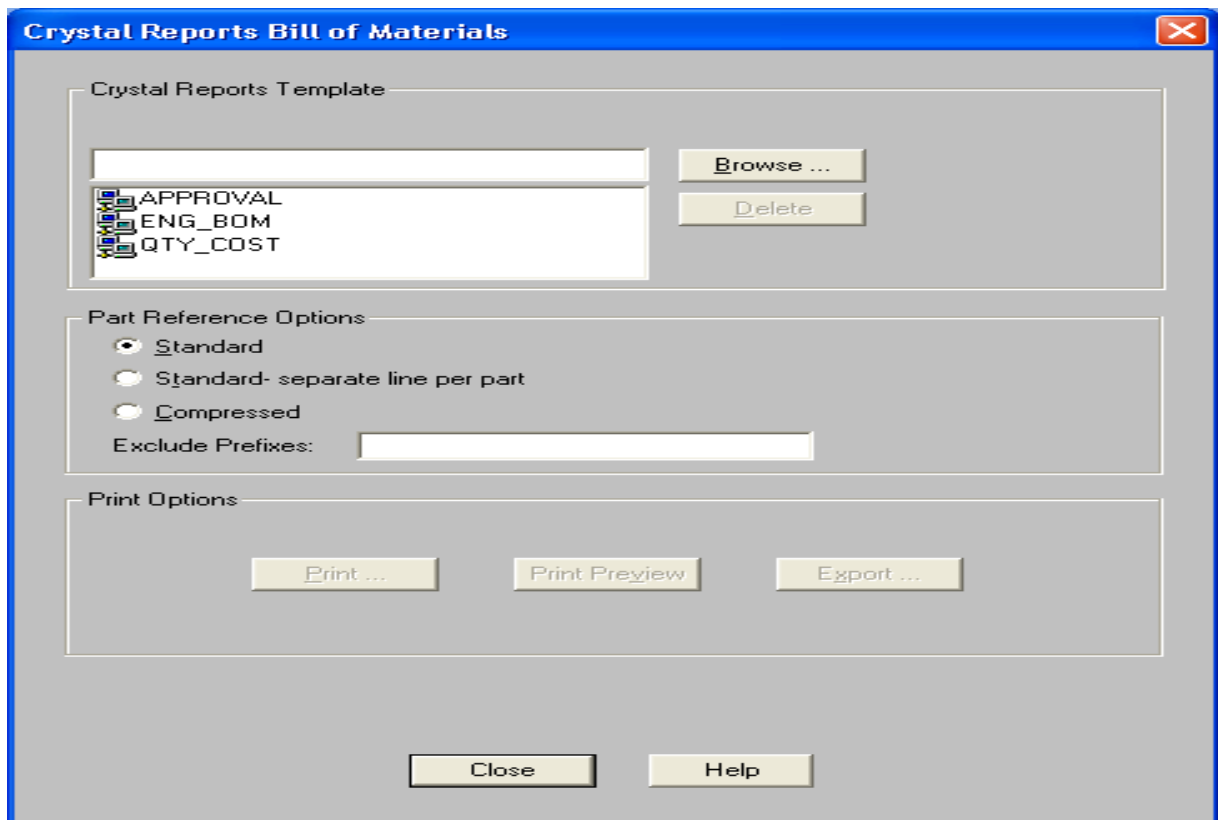 Crystal Reports Bill of Materials
Crystal Reports Template
Browse ...
APPROVAL
Delete
ENG_BOM
QTY_COST
Part Reference Options
Standard
Standard- separate line per part
Compressed
Exclude Prefixes:
Print Options
Print ... Print Preview Export ...
Close Help